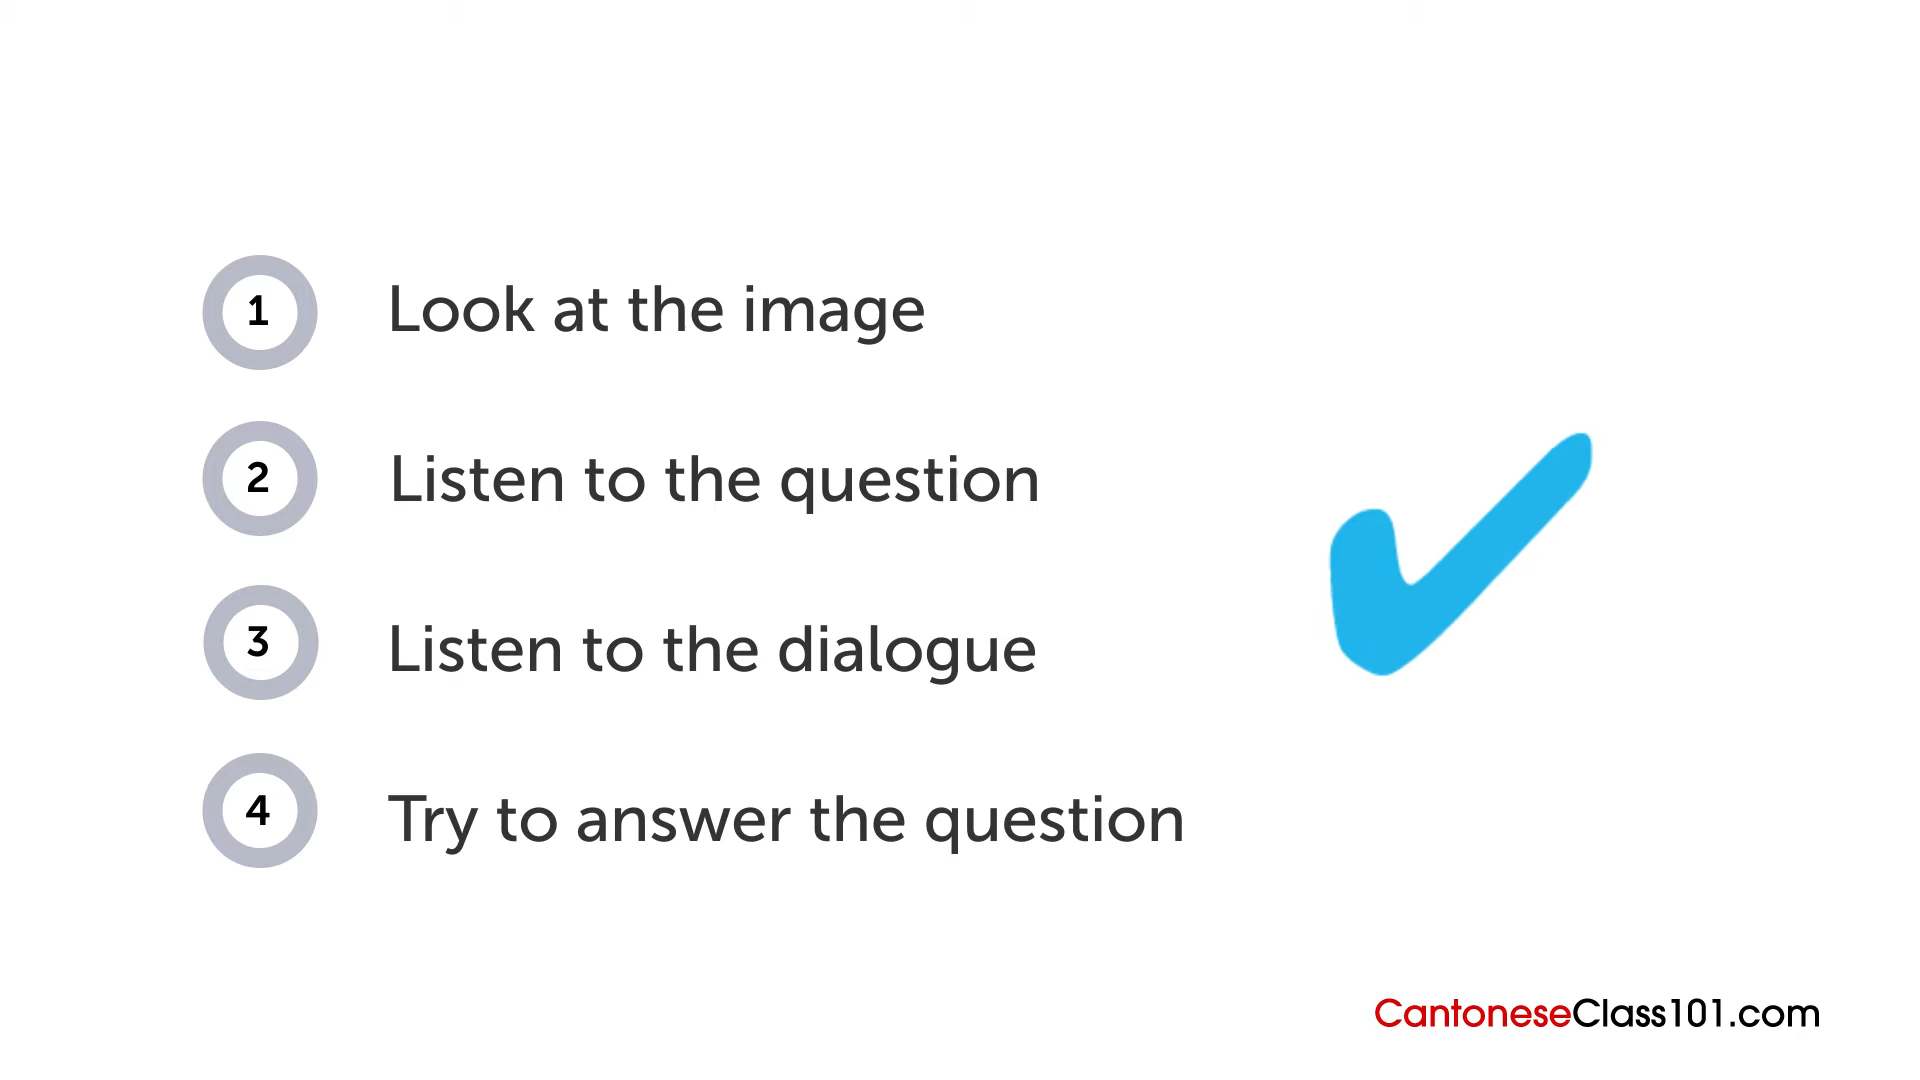 1 Look at the image
2 Listen to the question
3 Listen to the dialogue
4 Try to answer the question
CantoneseClass101.com